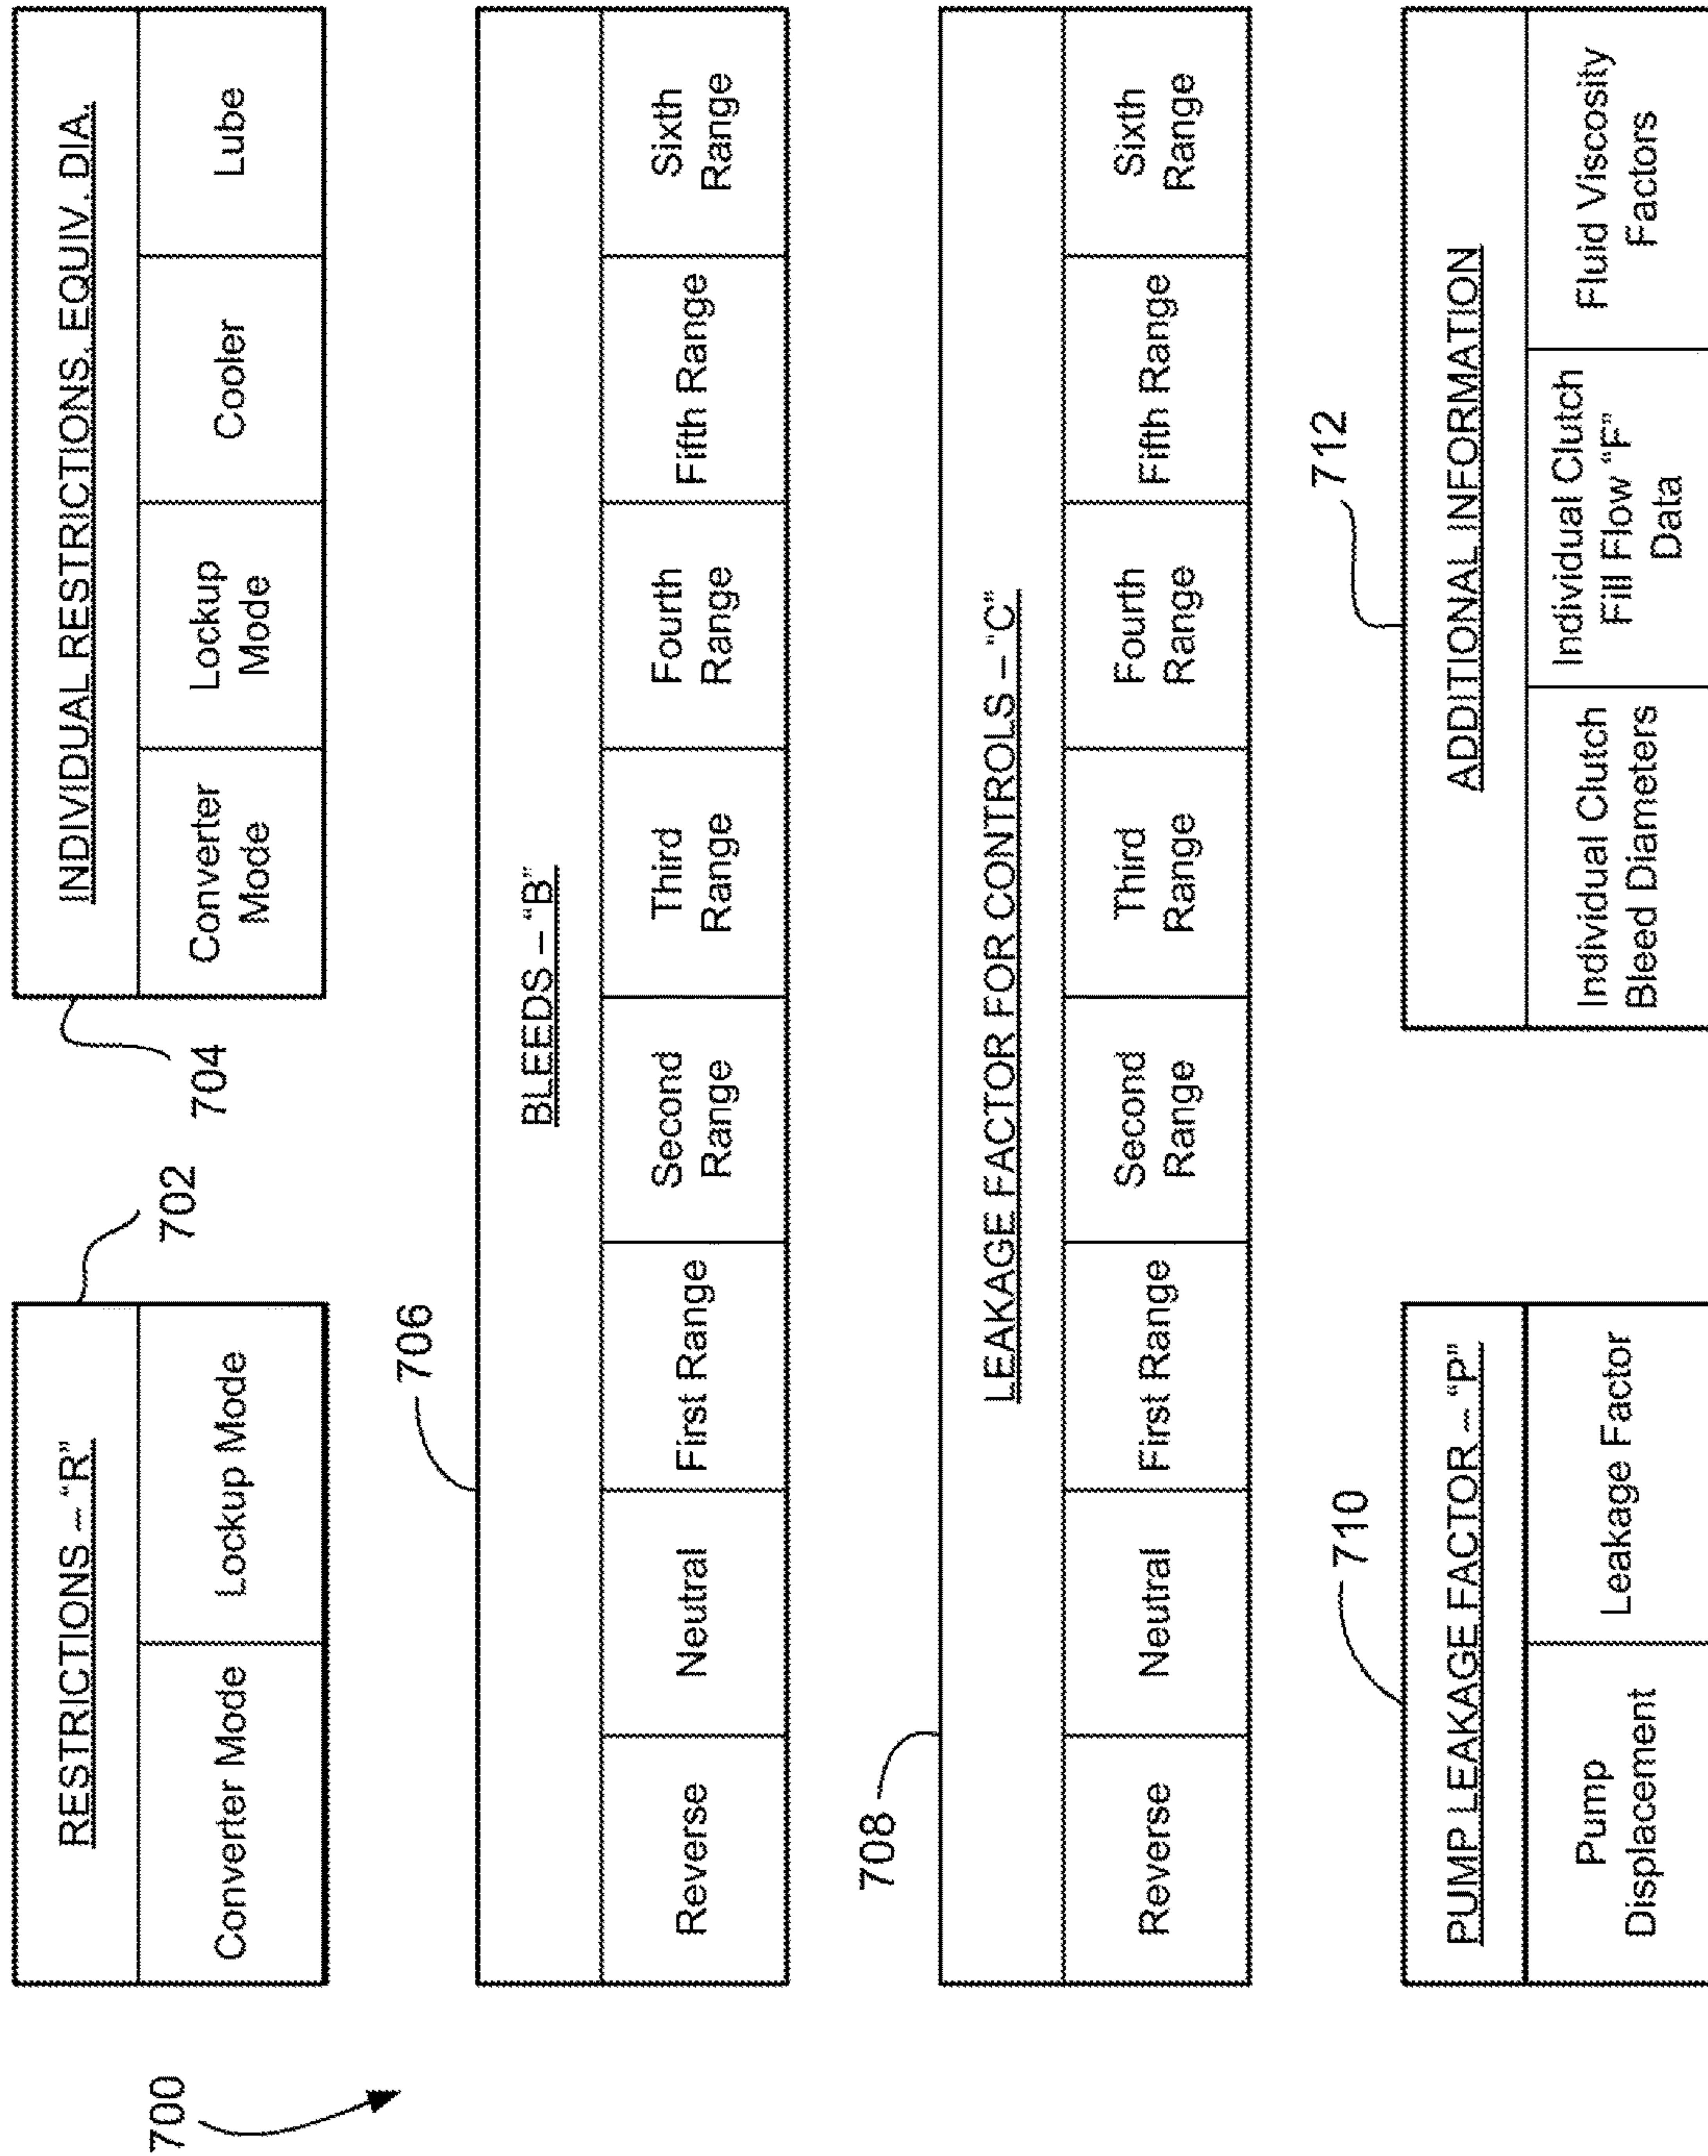 700
702
RESTRICTIONS – "R"
Converter Mode
Lockup Mode
704
INDIVIDUAL RESTRICTIONS. EQUIV. DIA.
Converter
Mode
Lockup
Mode
Cooler
Lube
706
BLEEDS – "B"
Reverse
Neutral
First Range
Second
Range
Third
Range
Fourth
Range
Fifth Range
Sixth
Range
708
LEAKAGE FACTOR FOR CONTROLS – "C"
Reverse
Neutral
First Range
Second
Range
Third
Range
Fourth
Range
Fifth Range
Sixth
Range
710
PUMP LEAKAGE FACTOR – "P"
Pump
Displacement
Leakage Factor
712
ADDITIONAL INFORMATION
Individual Clutch
Bleed Diameters
Individual Clutch
Fill Flow "F"
Data
Fluid Viscosity
Factors